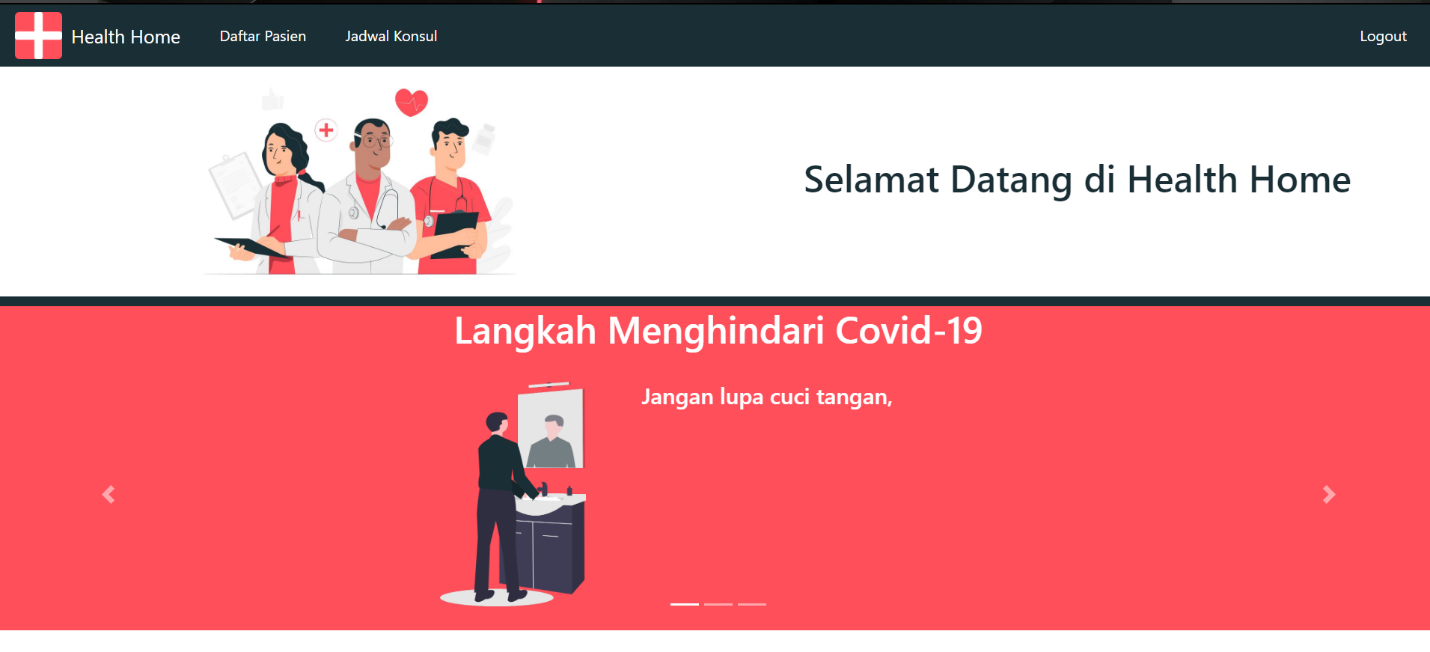 Health Home
Daftar Pasien
Jadwal Konsul
Logout
Selamat Datang di Health Home
Langkah Menghindari Covid-19
Jangan lupa cuci tangan,